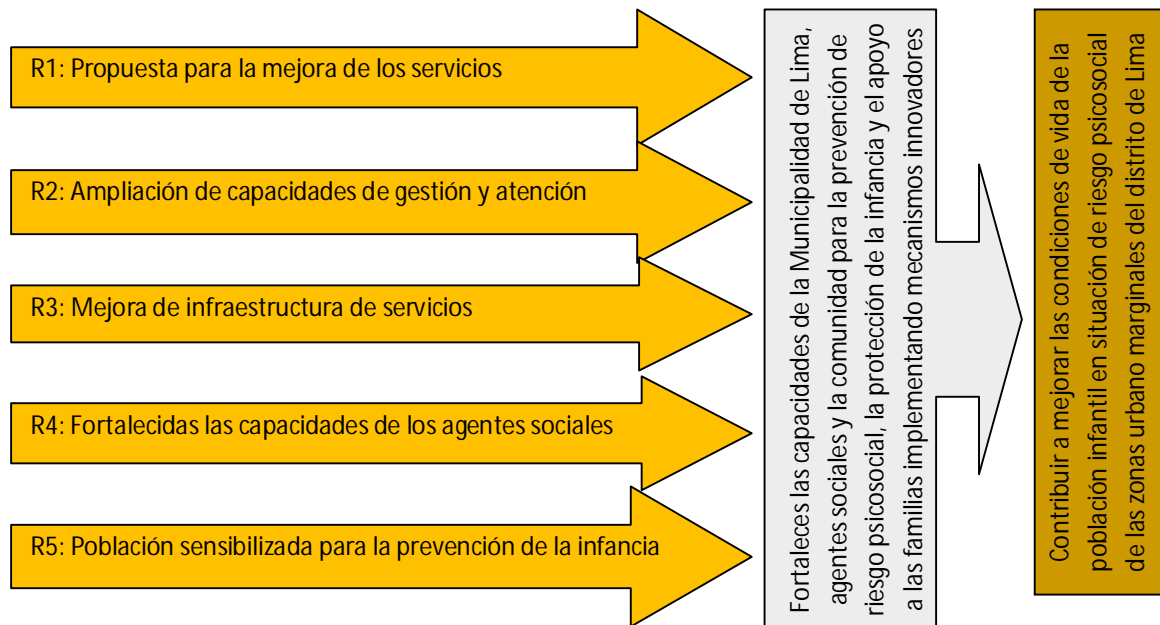 R1: Propuesta para la mejora de los servicios
R2: Ampliación de capacidades de gestión y atención
R3: Mejora de infraestructura de servicios
R4: Fortalecidas las capacidades de los agentes sociales
R5: Población sensibilizada para la prevención de la infancia
Fortaleces las capacidades de la Municipalidad de Lima,
agentes sociales y la comunidad para la prevención de
riesgo psicosocial, la protección de la infancia y el apoyo
a las familias implementando mecanismos innovadores
Contribuir a mejorar las condiciones de vida de la
población infantil en situación de riesgo psicosocial
de las zonas urbano marginales del distrito de Lima